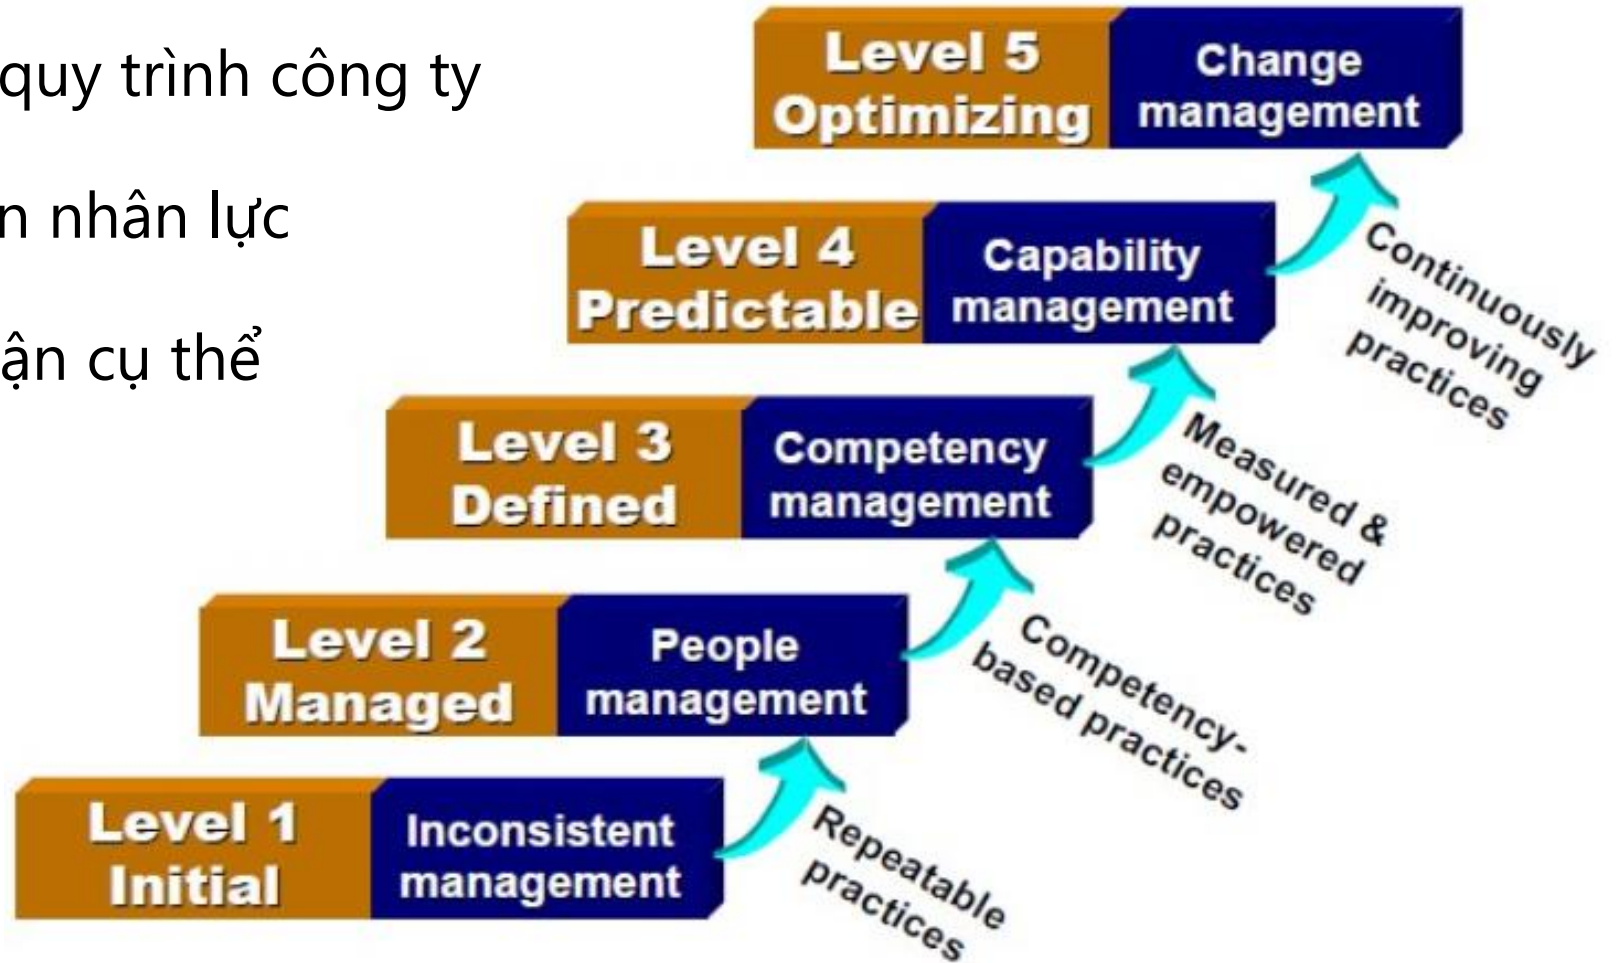 quy trình công ty
n nhân lực
ận cụ thể
Level 5
Optimizing
Change
management
Continuously
improving
practices
Level 4
Predictable
Capability
management
Measured &
empowered
practices
Level 3
Defined
Competency
management
Competency-
based practices
Level 2
Managed
People
management
Repeatable
practices
Level 1
Initial
Inconsistent
management